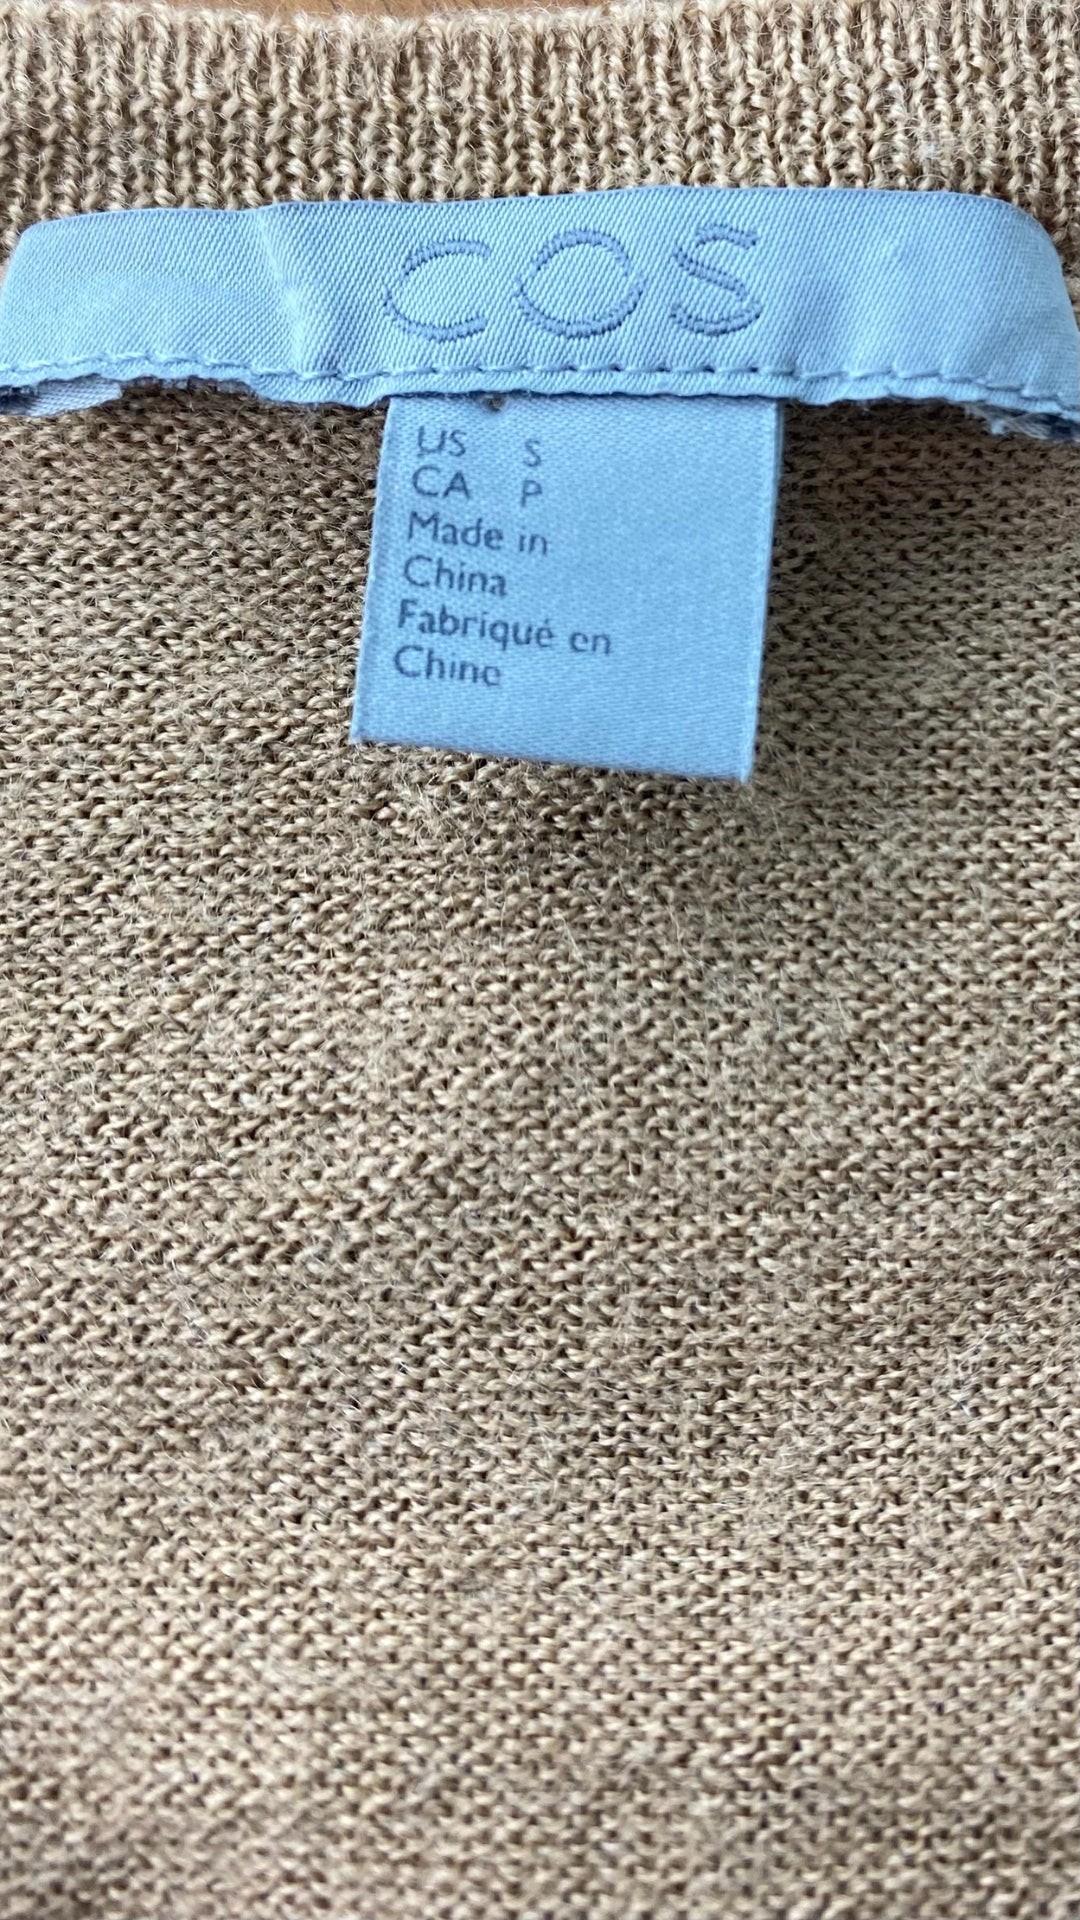 COS
US S
CA P
Made in
China
Fabriqué en
Chine